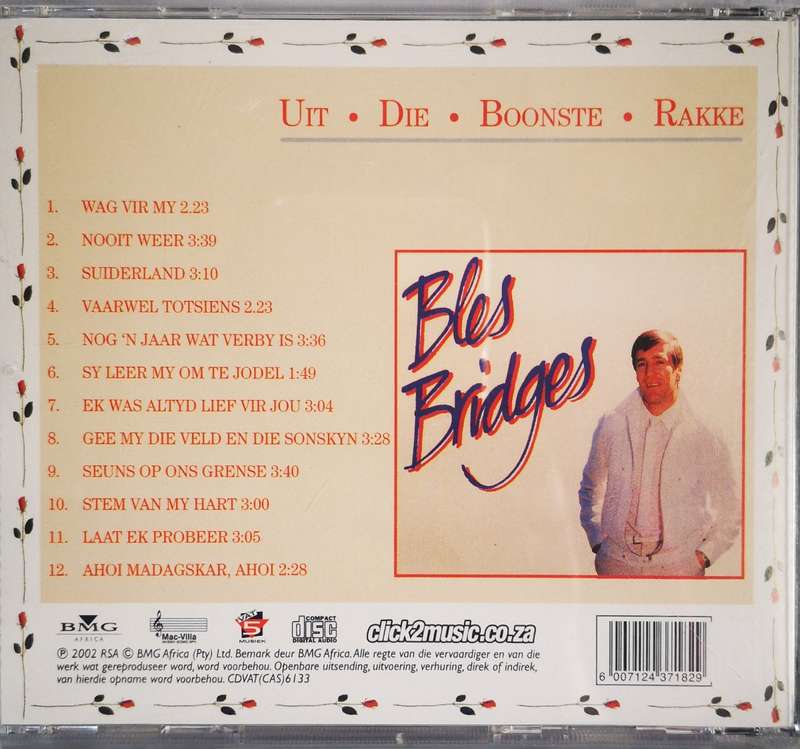 UIT • DIE • BOONSTE • RAKKE
1. WAG VIR MY 2.23
2. NOOIT WEER 3:39
3. SUIDERLAND 3:10
4. VAARWEL TOTSIENS 2.23
5. NOG 'N JAAR WAT VERBY IS 3:36
6. SY LEER MY OM TE JODEL 1:49
7. EK WAS ALTYD LIEF VIR JOU 3:04
8. GEE MY DIE VELD EN DIE SONSKYN 3:28
9. SEUNS OP ONS GRENSE 3:40
10. STEM VAN MY HART 3:00
11. LAAT EK PROBEER 3:05
12. AHOI MADAGSKAR, AHOI 2:28
Bles
Bridges
BMG
AFRICA
Mac-Villa
VAT
5
MUSIEK
COMPACT
disc
DIGITAL AUDIO
click2music.co.za
℗ 2002 RSA © BMG Africa (Pty) Ltd. Bemark deur BMG Africa. Alle regte van die vervaardiger en van die
werk wat gereproduseer word, word voorbehou. Openbare uitsending, uitvoering, verhuring, direk of indirek,
van hierdie opname word voorbehou. CDVAT(CAS)6133
6 007124 371829